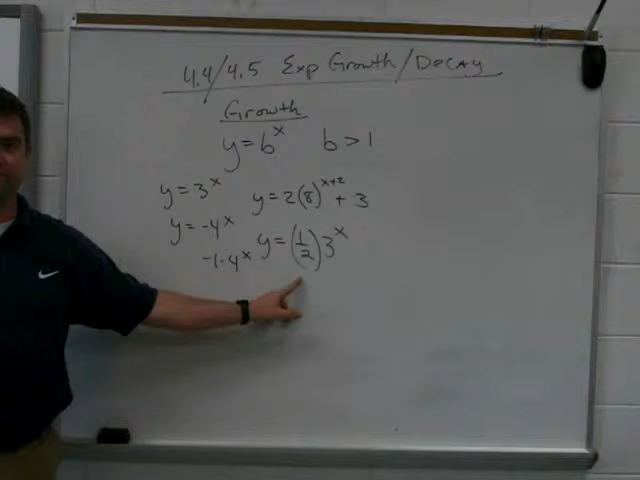 4.4/4.5 Exp Growth/Decay
Growth
y = b^x    b > 1
y = 3^x    y = 2(8)^(x+2) + 3
y = -4^x    y = (1/2)3^x
-1·4^x